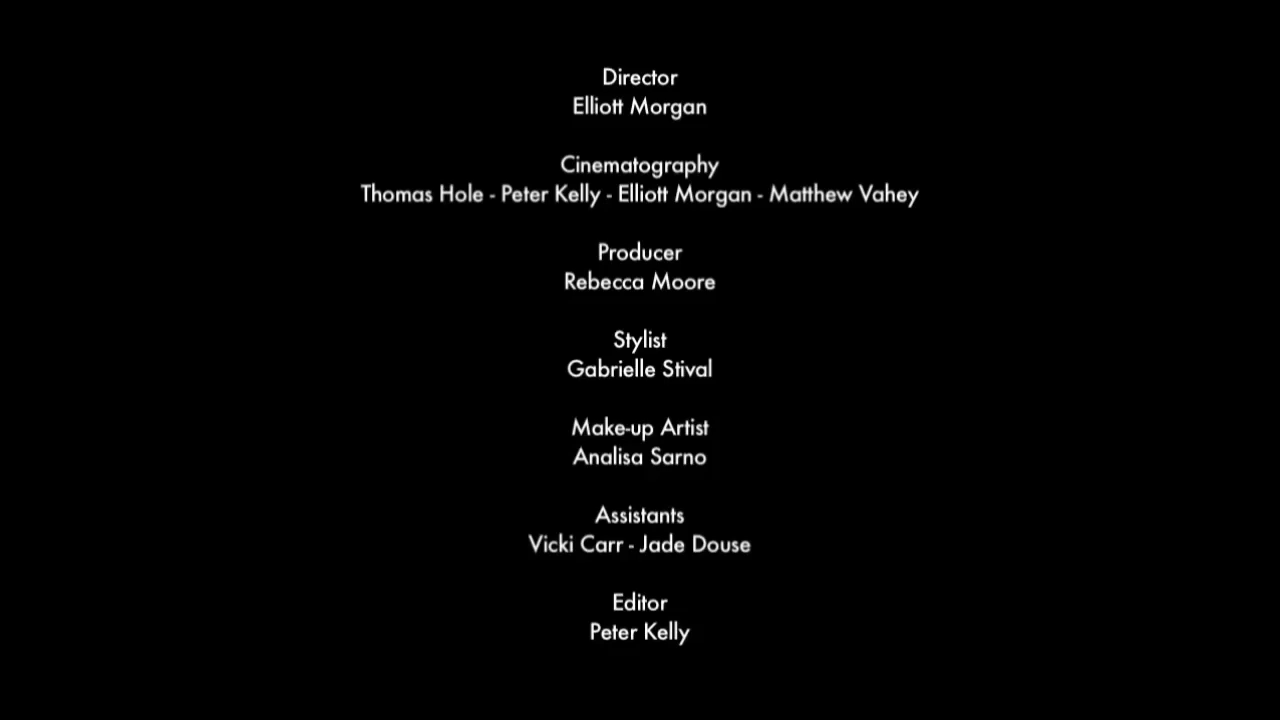 Director
Elliott Morgan
Cinematography
Thomas Hole - Peter Kelly - Elliott Morgan - Matthew Vahey
Producer
Rebecca Moore
Stylist
Gabrielle Stival
Make-up Artist
Analisa Sarno
Assistants
Vicki Carr - Jade Douse
Editor
Peter Kelly